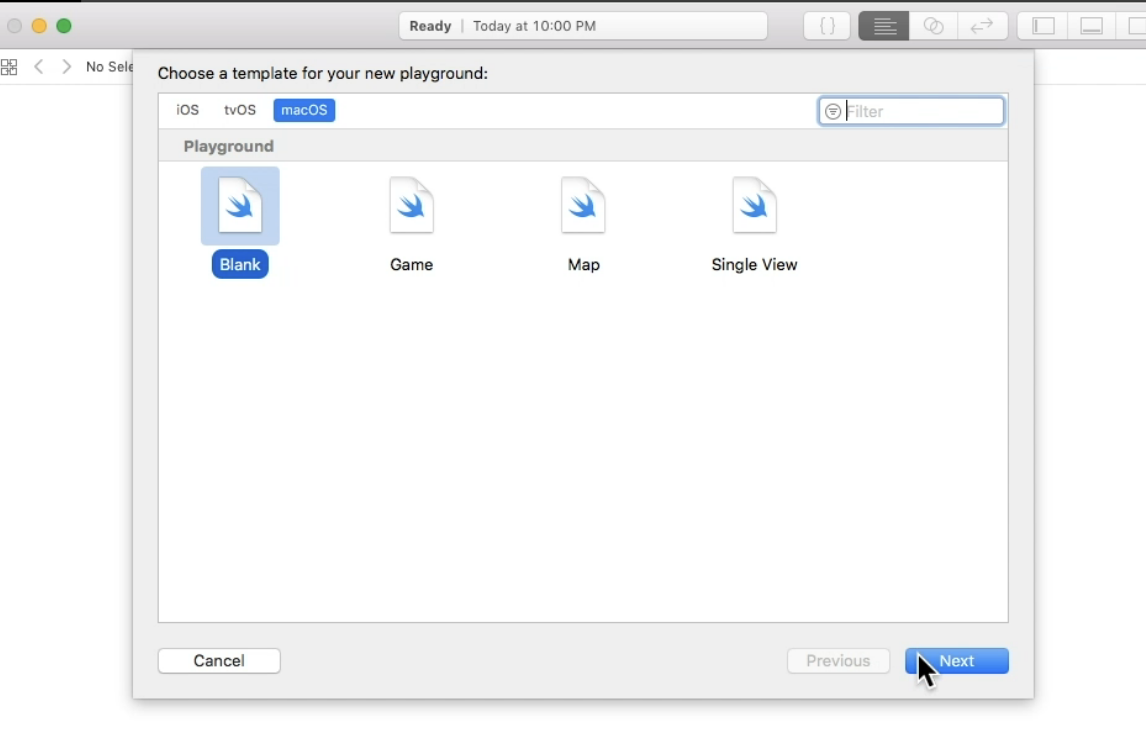 Ready | Today at 10:00 PM
{ }
No Sele
Choose a template for your new playground:
iOS tvOS macOS Filter
Playground
Blank Game Map Single View
Cancel Previous Next